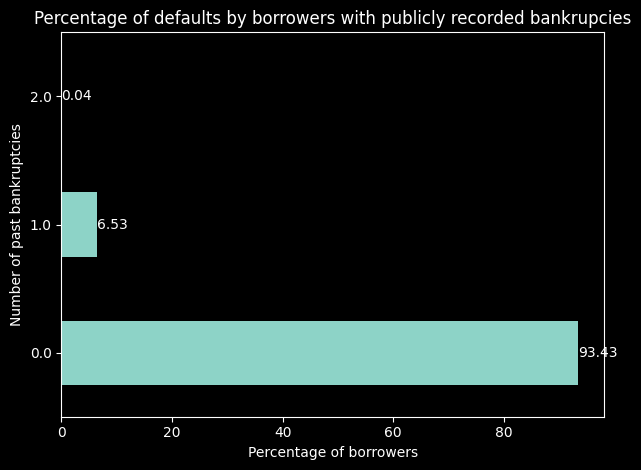 Percentage of defaults by borrowers with publicly recorded bankrupcies
Number of past bankruptcies
2.0
0.04
1.0
6.53
0.0
93.43
0 20 40 60 80
Percentage of borrowers